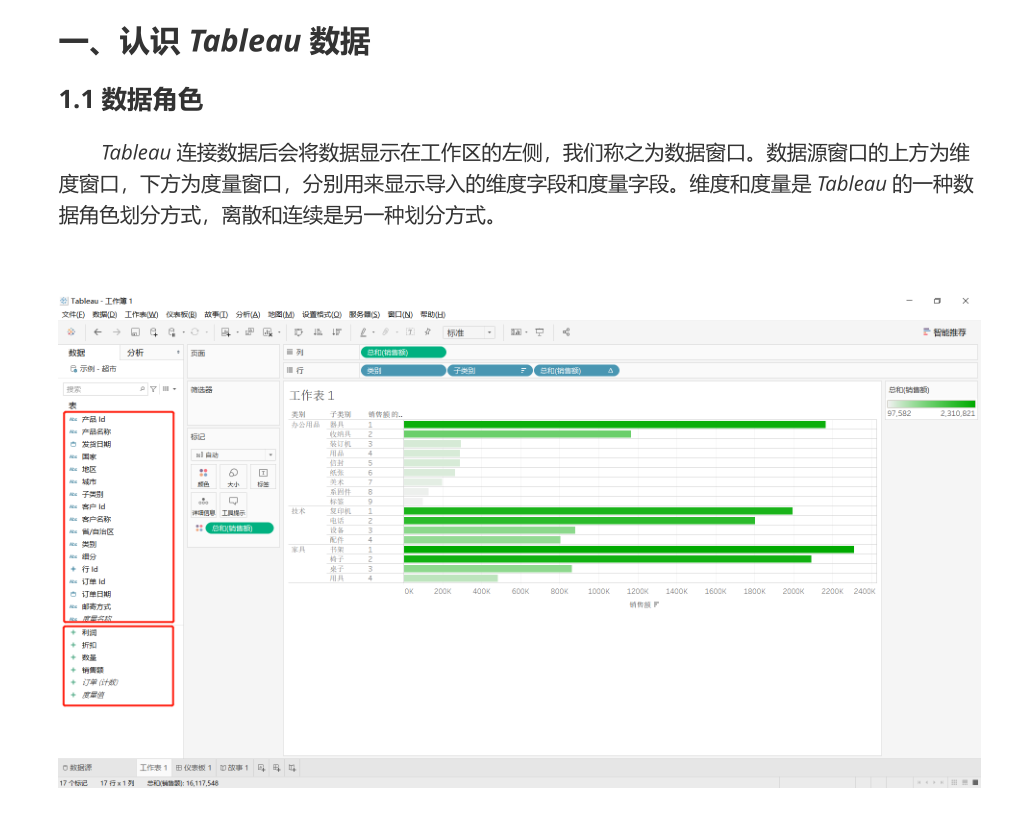 一、认识 Tableau 数据
1.1 数据角色
Tableau 连接数据后会将数据显示在工作区的左侧，我们称之为数据窗口。数据源窗口的上方为维
度窗口，下方为度量窗口，分别用来显示导入的维度字段和度量字段。维度和度量是 Tableau 的一种数
据角色划分方式，离散和连续是另一种划分方式。
Tableau - 工作簿 1
文件(F) 数据(D) 工作表(W) 仪表板(B) 故事(T) 分析(A) 地图(M) 设置格式(O) 服务器(S) 窗口(N) 帮助(H)
标准 智能推荐
数据 分析
示例 - 超市
搜索
表
Abc 产品 Id
Abc 产品名称
发货日期
Abc 国家
Abc 地区
Abc 城市
Abc 子类别
Abc 客户 Id
Abc 客户名称
Abc 省/自治区
Abc 类别
Abc 细分
行 Id
Abc 订单 Id
订单日期
Abc 邮寄方式
Abc 度量名称
利润
折扣
数量
销售额
订单 (计数)
度量值
页面
筛选器
标记
自动
颜色 大小 标签
详细信息 工具提示
总和(销售额)
列 总和(销售额)
行 类别 子类别 总和(销售额)
工作表 1
类别 子类别 销售额 的..
办公用品 器具 1
收纳具 2
装订机 3
用品 4
信封 5
纸张 6
美术 7
系固件 8
标签 9
技术 复印机 1
电话 2
设备 3
配件 4
家具 书架 1
椅子 2
桌子 3
用具 4
0K 200K 400K 600K 800K 1000K 1200K 1400K 1600K 1800K 2000K 2200K 2400K
销售额
总和(销售额)
97,582 2,310,821
数据源 工作表 1 仪表板 1 故事 1
17 个标记 17 行 x 1 列 总和(销售额): 16,117,548